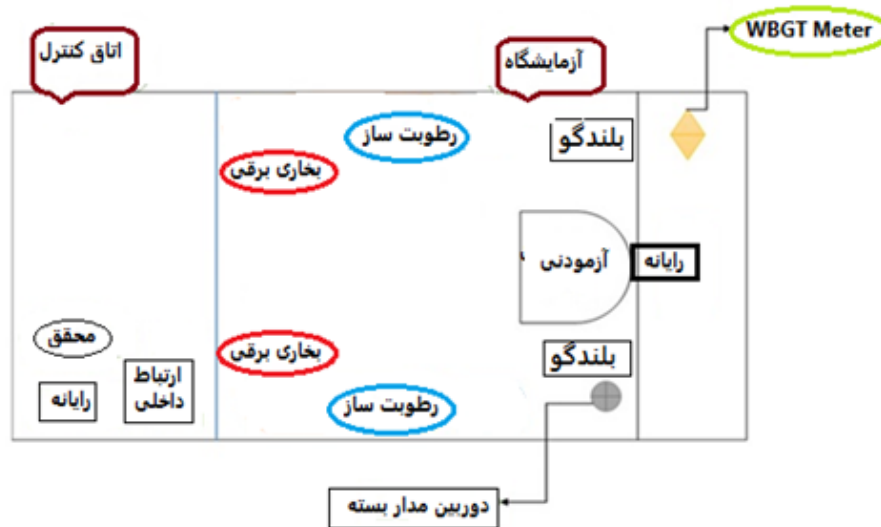 WBGT Meter
آزمایشگاه
اتاق کنترل
بلندگو
رطوبت ساز
بخاری برقی
رایانه
آزمودنی
محقق
بلندگو
بخاری برقی
ارتباط
داخلی
رایانه
رطوبت ساز
دوربین مدار بسته